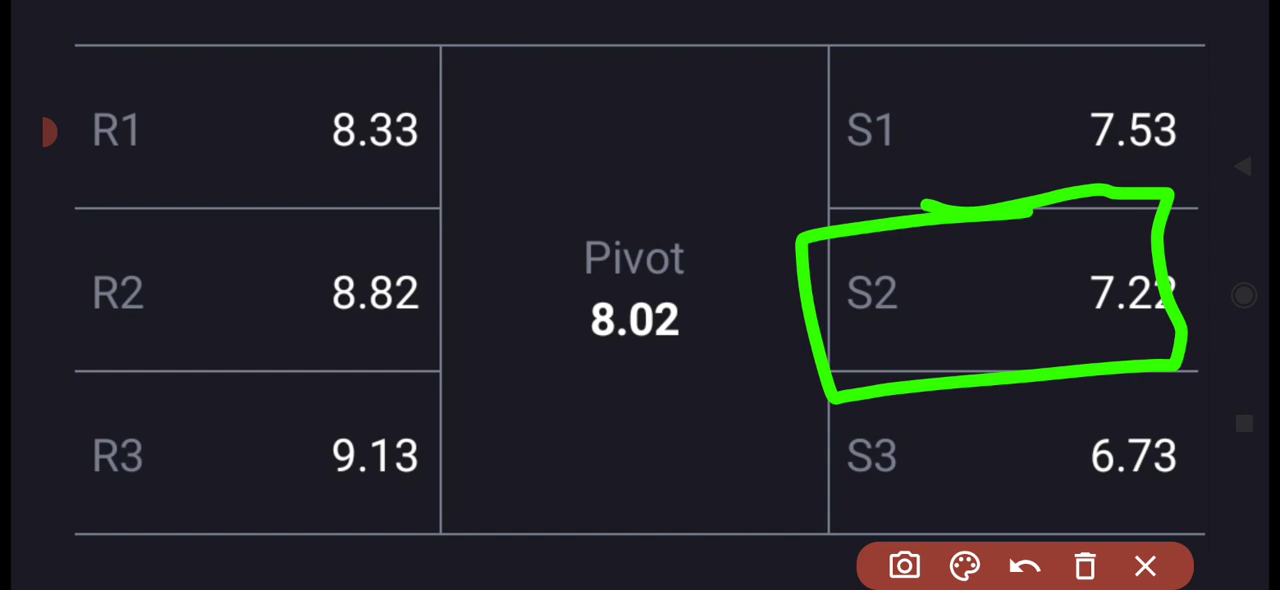 R1 8.33
S1 7.53
R2 8.82
Pivot
8.02
S2 7.22
R3 9.13
S3 6.73